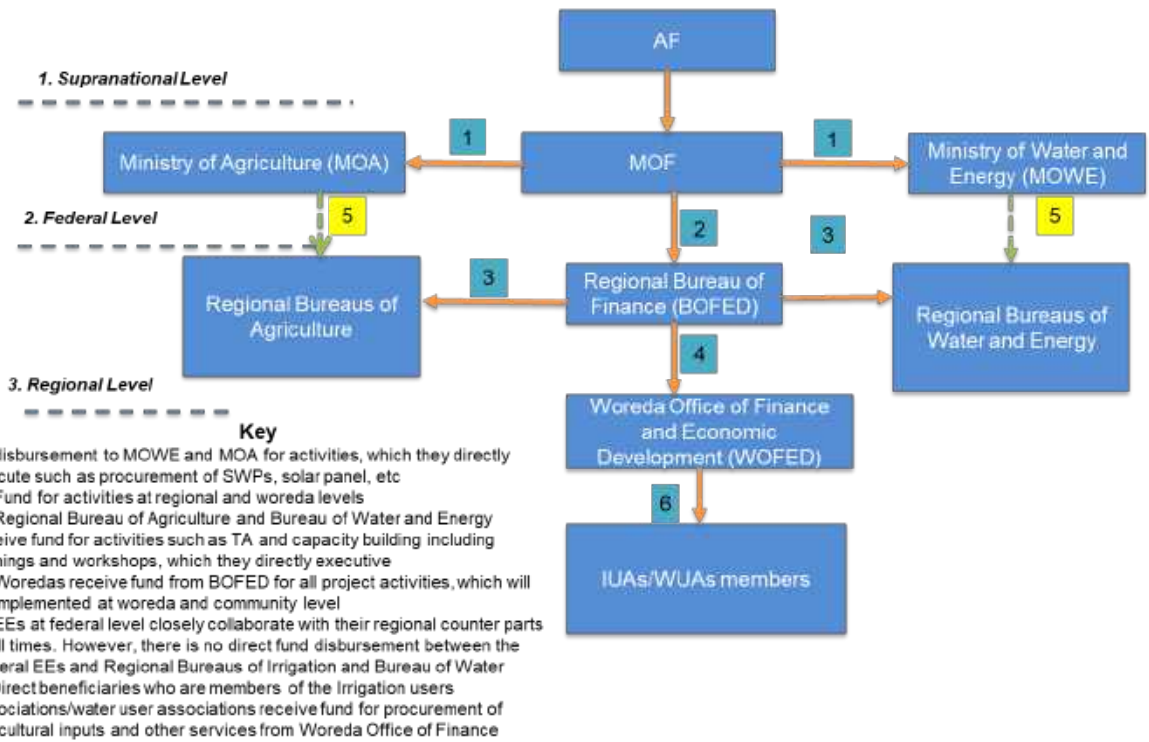 AF
1. Supranational Level
1
1
Ministry of Agriculture (MOA)
MOF
Ministry of Water and
Energy (MOWE)
5
5
2. Federal Level
2
3
3
Regional Bureaus of
Agriculture
Regional Bureau of
Finance (BOFED)
Regional Bureaus of
Water and Energy
4
3. Regional Level
Woreda Office of Finance
and Economic
Development (WOFED)
6
IUAs/WUAs members
Key
disbursement to MOWE and MOA for activities, which they directly
cute such as procurement of SWPs, solar panel, etc
Fund for activities at regional and woreda levels
Regional Bureau of Agriculture and Bureau of Water and Energy
eive fund for activities such as TA and capacity building including
nings and workshops, which they directly executive
Woredas receive fund from BOFED for all project activities, which will
mplemented at woreda and community level
EEs at federal level closely collaborate with their regional counter parts
ll times. However, there is no direct fund disbursement between the
eral EEs and Regional Bureaus of Irrigation and Bureau of Water
Direct beneficiaries who are members of the Irrigation users
ociations/water user associations receive fund for procurement of
cultural inputs and other services from Woreda Office of Finance